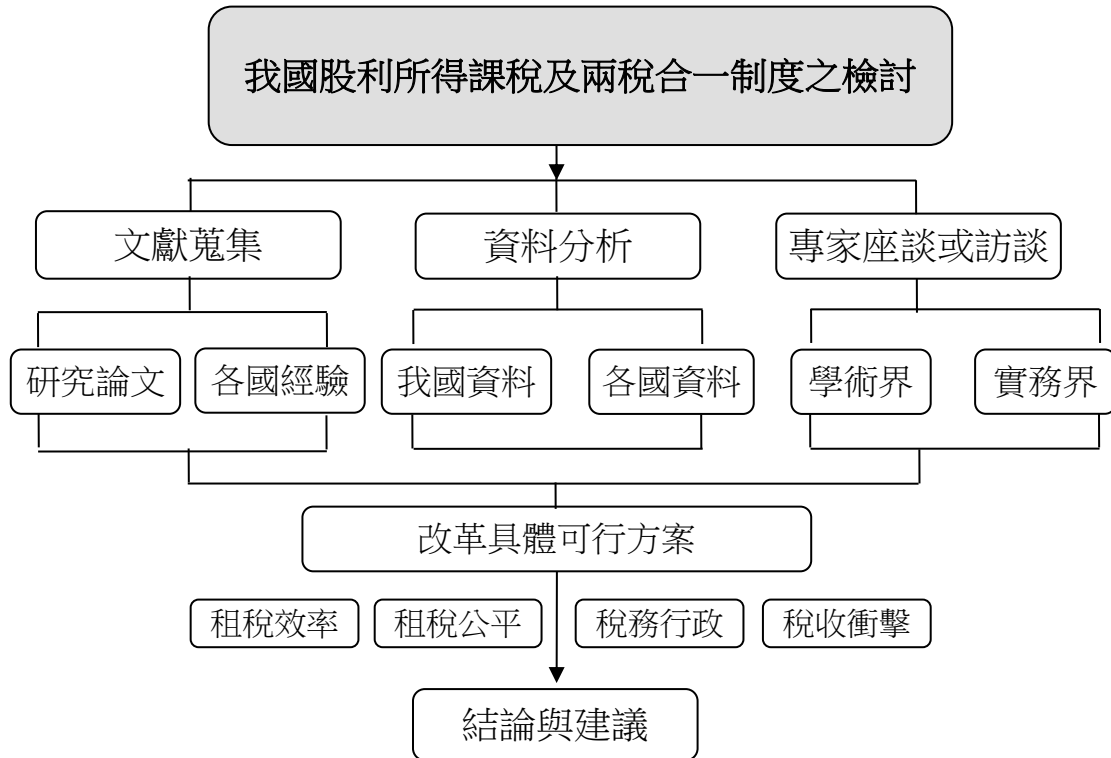 我國股利所得課稅及兩稅合一制度之檢討
文獻蒐集
資料分析
專家座談或訪談
研究論文
各國經驗
我國資料
各國資料
學術界
實務界
改革具體可行方案
租稅效率
租稅公平
稅務行政
稅收衝擊
結論與建議